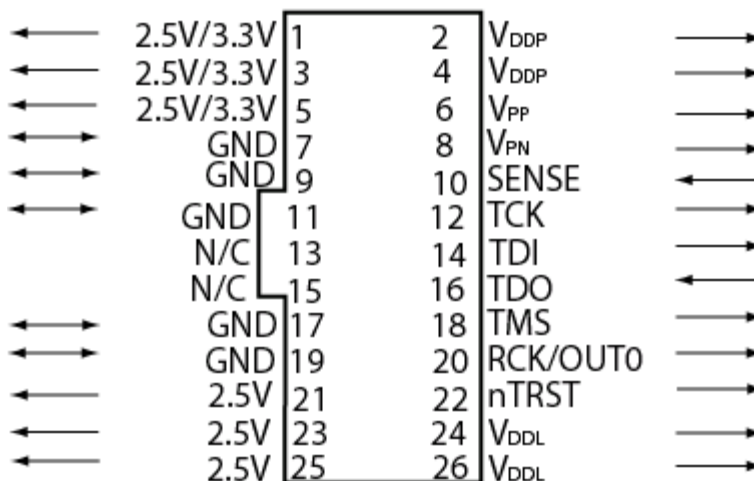 2.5V/3.3V 1 2 VDDP
2.5V/3.3V 3 4 VDDP
2.5V/3.3V 5 6 VPP
GND 7 8 VPN
GND 9 10 SENSE
GND 11 12 TCK
N/C 13 14 TDI
N/C 15 16 TDO
GND 17 18 TMS
GND 19 20 RCK/OUT0
2.5V 21 22 nTRST
2.5V 23 24 VDDL
2.5V 25 26 VDDL